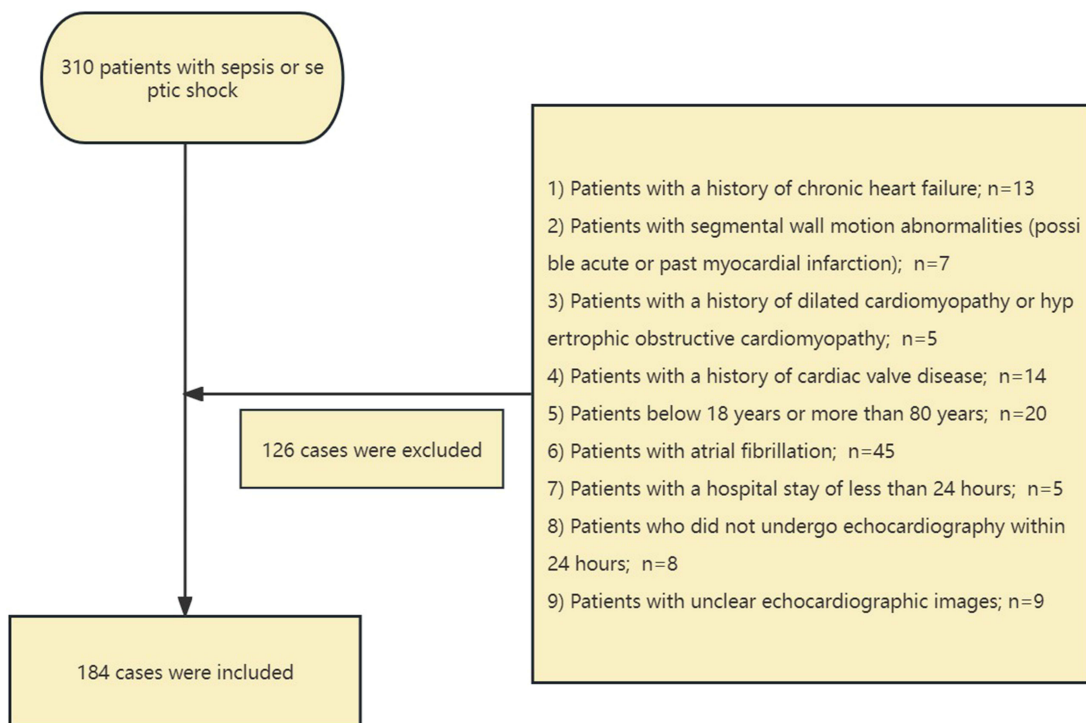 310 patients with sepsis or se
ptic shock
1) Patients with a history of chronic heart failure; n=13
2) Patients with segmental wall motion abnormalities (possi
ble acute or past myocardial infarction);  n=7
3) Patients with a history of dilated cardiomyopathy or hyp
ertrophic obstructive cardiomyopathy;  n=5
4) Patients with a history of cardiac valve disease;  n=14
5) Patients below 18 years or more than 80 years;  n=20
6) Patients with atrial fibrillation;  n=45
7) Patients with a hospital stay of less than 24 hours;  n=5
8) Patients who did not undergo echocardiography within
24 hours;  n=8
9) Patients with unclear echocardiographic images; n=9
126 cases were excluded
184 cases were included